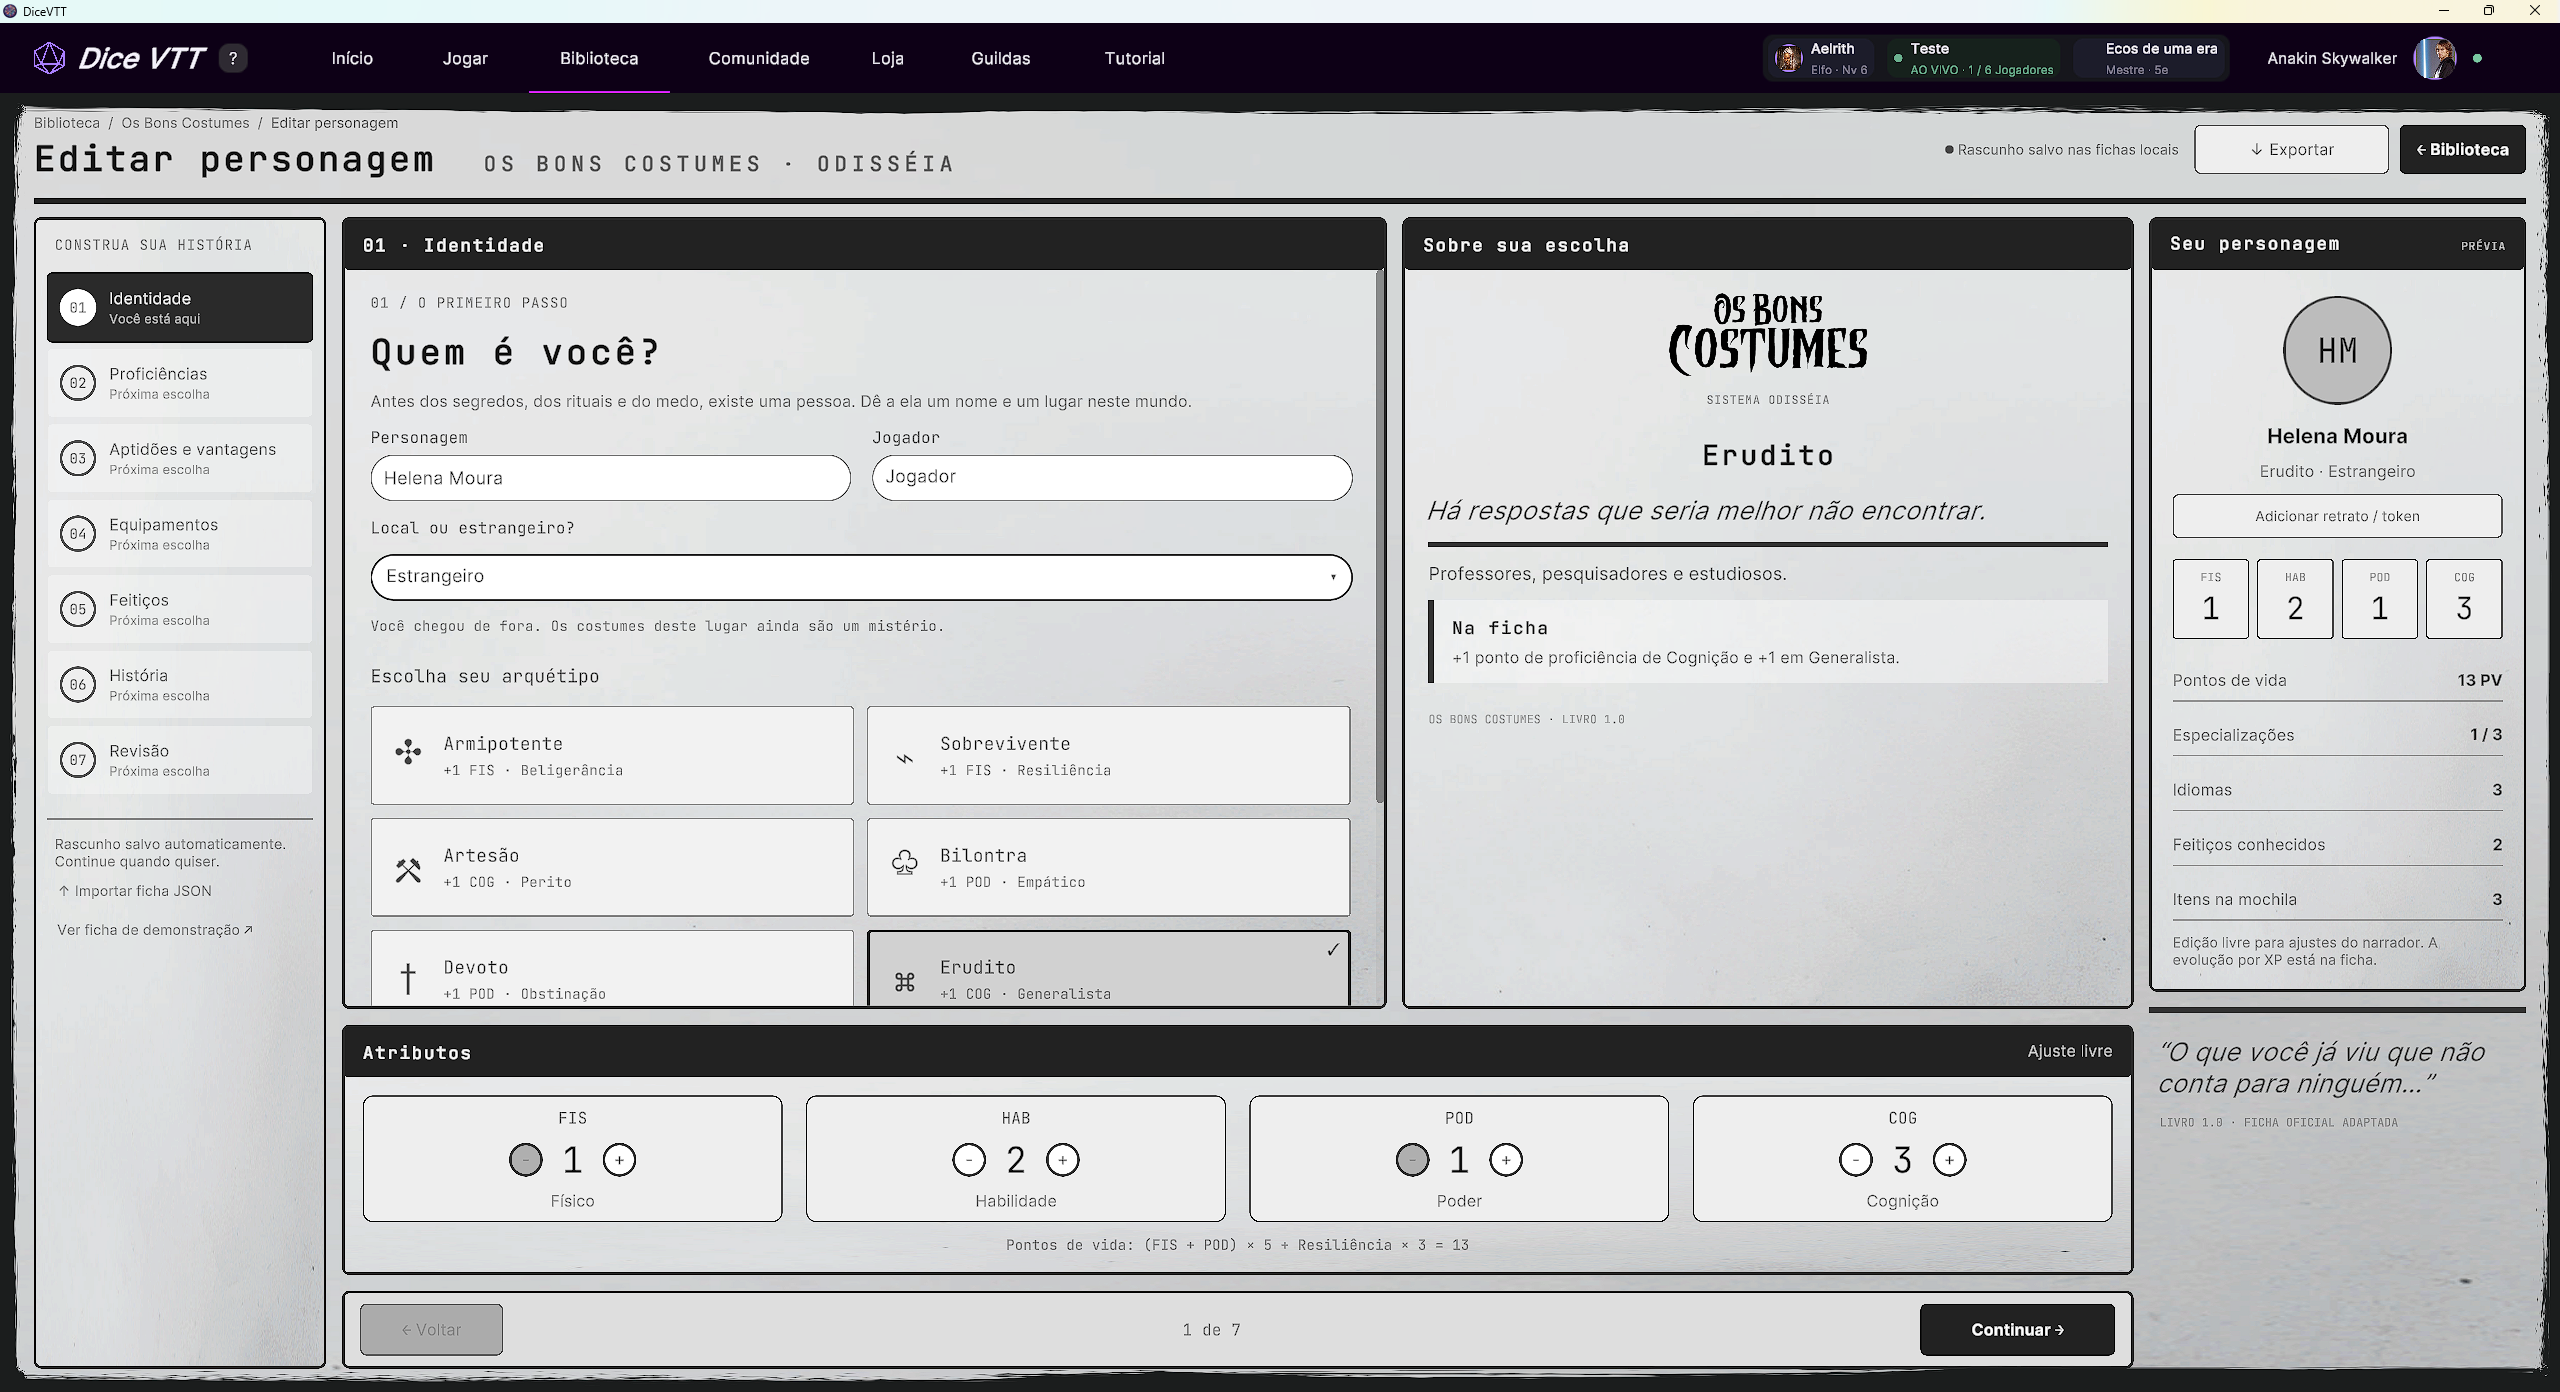 DiceVTT
Dice VTT ?
Início
Jogar
Biblioteca
Comunidade
Loja
Guildas
Tutorial
Aelrith
Elfo · Nv 6
Teste
AO VIVO · 1 / 6 Jogadores
Ecos de uma era
Mestre · 5e
Anakin Skywalker
Biblioteca / Os Bons Costumes / Editar personagem
Editar personagem
OS BONS COSTUMES · ODISSÉIA
Rascunho salvo nas fichas locais
↓ Exportar
← Biblioteca
CONSTRUA SUA HISTÓRIA
01
Identidade
Você está aqui
02
Proficiências
Próxima escolha
03
Aptidões e vantagens
Próxima escolha
04
Equipamentos
Próxima escolha
05
Feitiços
Próxima escolha
06
História
Próxima escolha
07
Revisão
Próxima escolha
Rascunho salvo automaticamente.
Continue quando quiser.
↑ Importar ficha JSON
Ver ficha de demonstração ↗
01 · Identidade
01 / O PRIMEIRO PASSO
Quem é você?
Antes dos segredos, dos rituais e do medo, existe uma pessoa. Dê a ela um nome e um lugar neste mundo.
Personagem
Helena Moura
Jogador
Jogador
Local ou estrangeiro?
Estrangeiro
Você chegou de fora. Os costumes deste lugar ainda são um mistério.
Escolha seu arquétipo
Armipotente
+1 FIS · Beligerância
Sobrevivente
+1 FIS · Resiliência
Artesão
+1 COG · Perito
Bilontra
+1 POD · Empático
Devoto
+1 POD · Obstinação
Erudito
+1 COG · Generalista
✓
Sobre sua escolha
OS BONS
COSTUMES
SISTEMA ODISSÉIA
Erudito
Há respostas que seria melhor não encontrar.
Professores, pesquisadores e estudiosos.
Na ficha
+1 ponto de proficiência de Cognição e +1 em Generalista.
OS BONS COSTUMES · LIVRO 1.0
Seu personagem
PRÉVIA
HM
Helena Moura
Erudito · Estrangeiro
Adicionar retrato / token
FIS
1
HAB
2
POD
1
COG
3
Pontos de vida 13 PV
Especializações 1 / 3
Idiomas 3
Feitiços conhecidos 2
Itens na mochila 3
Edição livre para ajustes do narrador. A
evolução por XP está na ficha.
“O que você já viu que não
conta para ninguém...”
LIVRO 1.0 · FICHA OFICIAL ADAPTADA
Atributos
Ajuste livre
FIS
- 1 +
Físico
HAB
- 2 +
Habilidade
POD
- 1 +
Poder
COG
- 3 +
Cognição
Pontos de vida: (FIS + POD) × 5 + Resiliência × 3 = 13
← Voltar
1 de 7
Continuar →